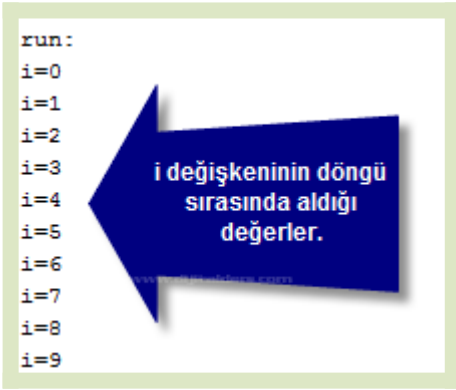 run:
i=0
i=1
i=2
i=3
i=4
i=5
i=6
i=7
i=8
i=9
i değişkeninin döngü
sırasında aldığı
değerler.